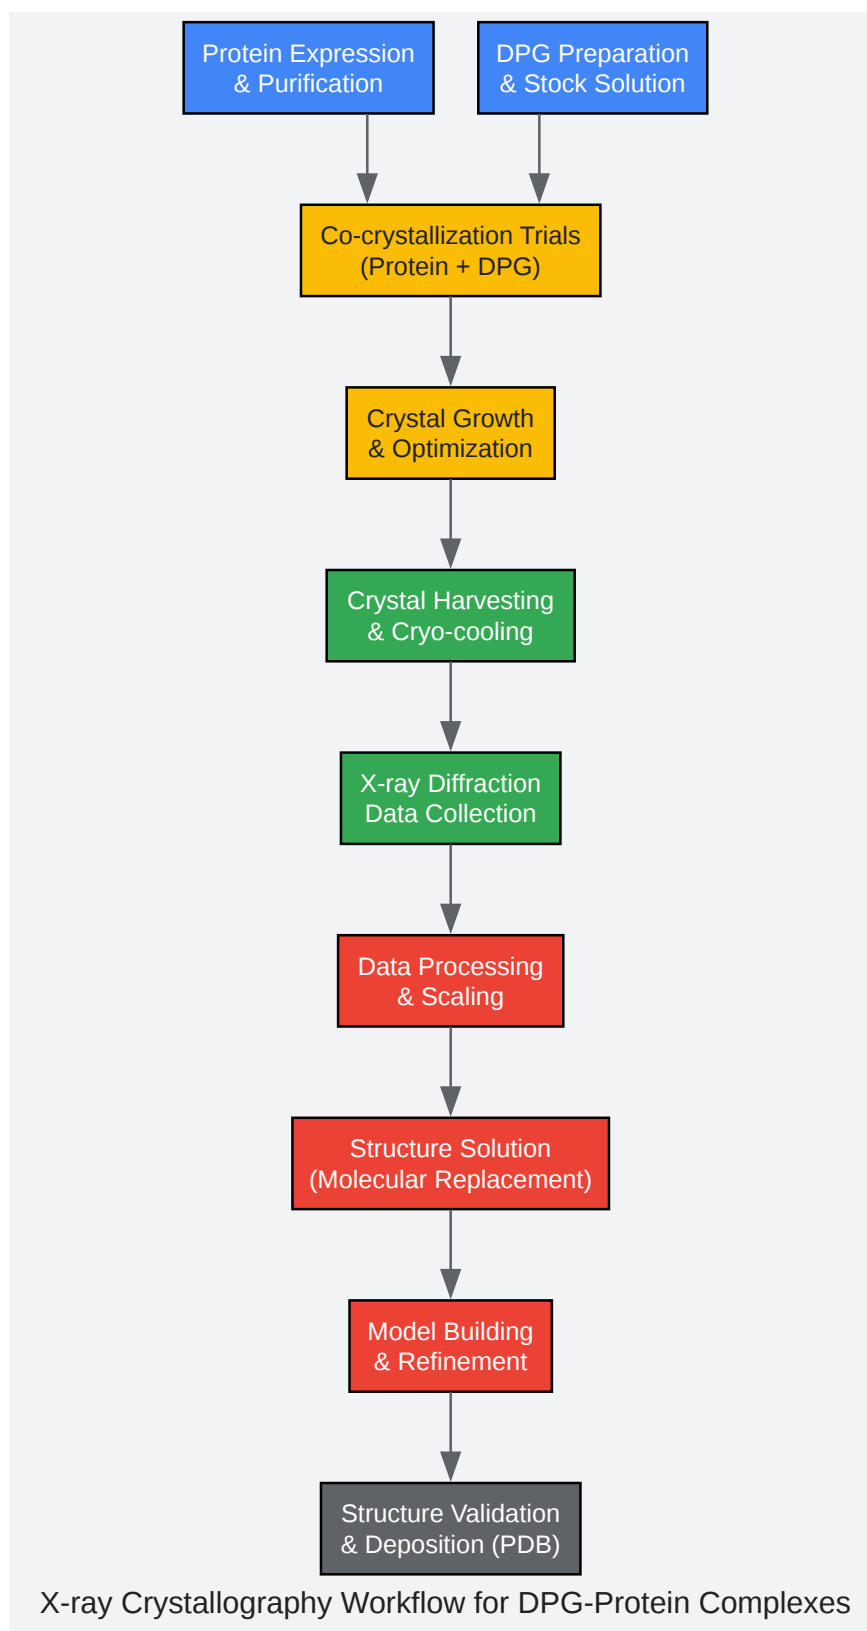 Protein Expression
& Purification
DPG Preparation
& Stock Solution
Co-crystallization Trials
(Protein + DPG)
Crystal Growth
& Optimization
Crystal Harvesting
& Cryo-cooling
X-ray Diffraction
Data Collection
Data Processing
& Scaling
Structure Solution
(Molecular Replacement)
Model Building
& Refinement
Structure Validation
& Deposition (PDB)
X-ray Crystallography Workflow for DPG-Protein Complexes